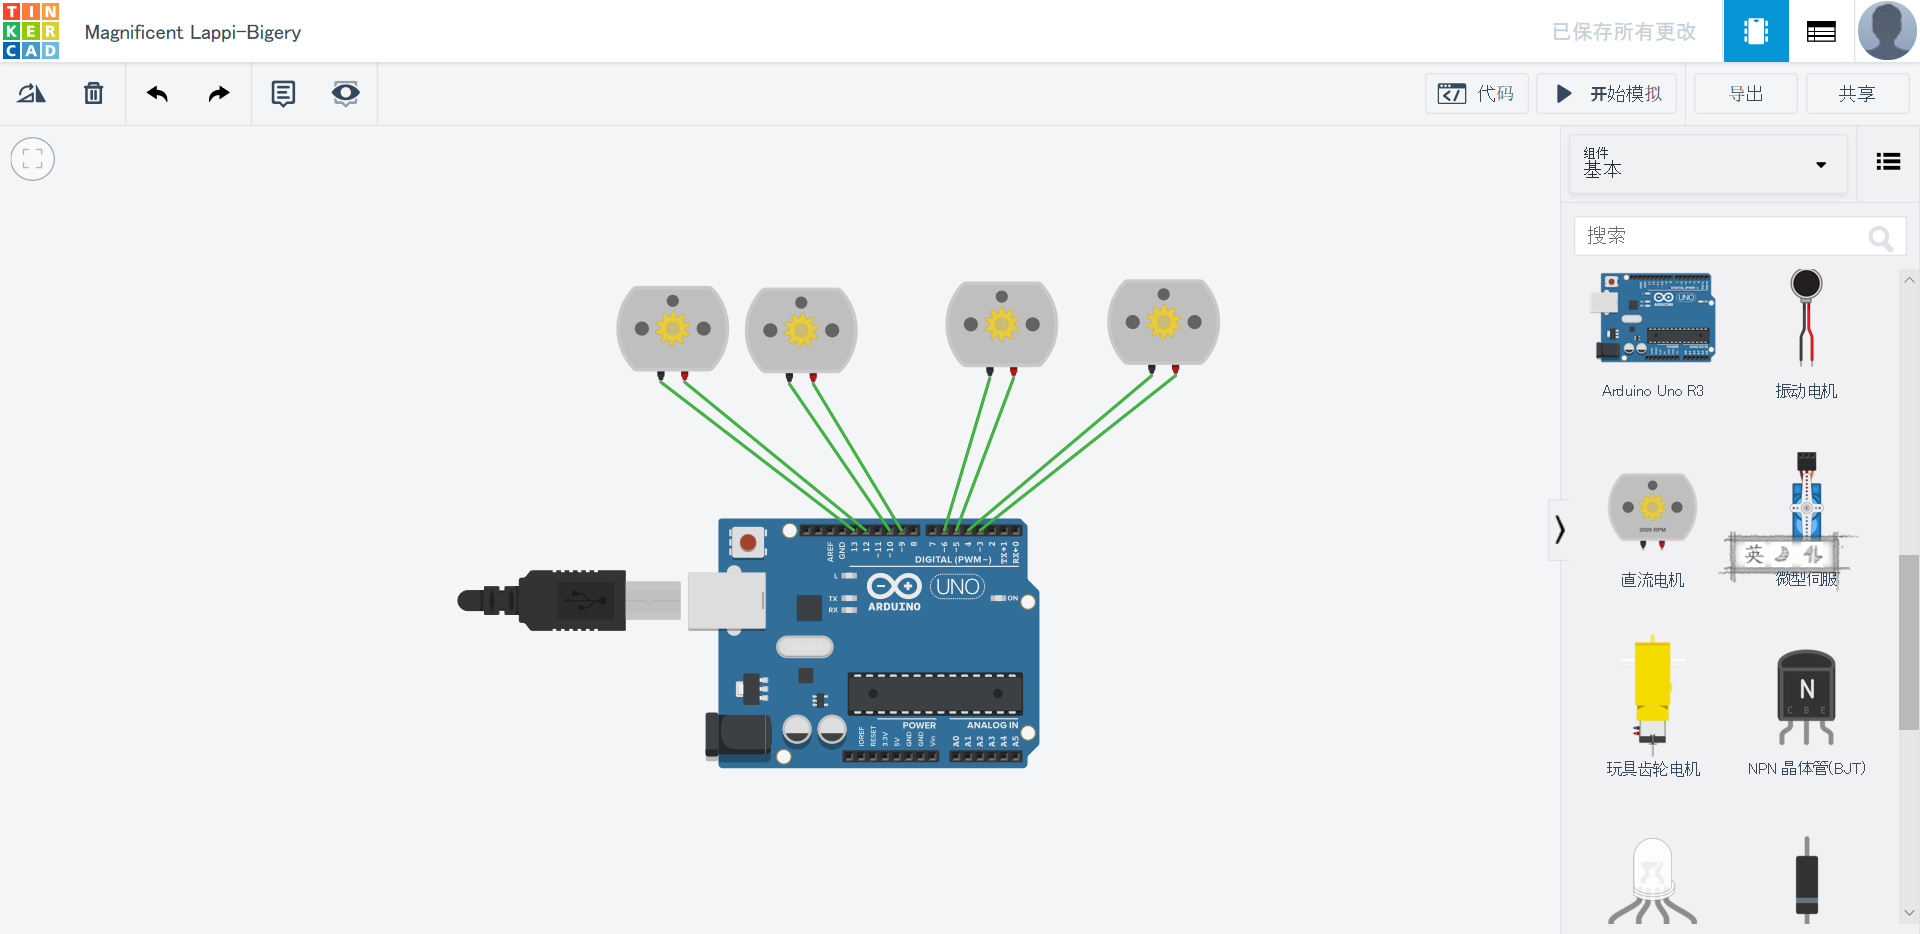 TIN
KER
CAD
Magnificent Lappi-Bigery
已保存所有更改
代码
开始模拟
导出
共享
组件
基本
搜索
Arduino Uno R3
振动电机
2000 RPM
直流电机
英
微型伺服
玩具齿轮电机
N
C B E
NPN 晶体管(BJT)
AREF
GND
13
12
~11
~10
~9
8
7
~6
~5
4
~3
2
TX→1
RX←0
DIGITAL (PWM~)
L
TX
RX
ARDUINO
UNO
ON
POWER
ANALOG IN
IOREF
RESET
3.3V
5V
GND
GND
Vin
A0
A1
A2
A3
A4
A5